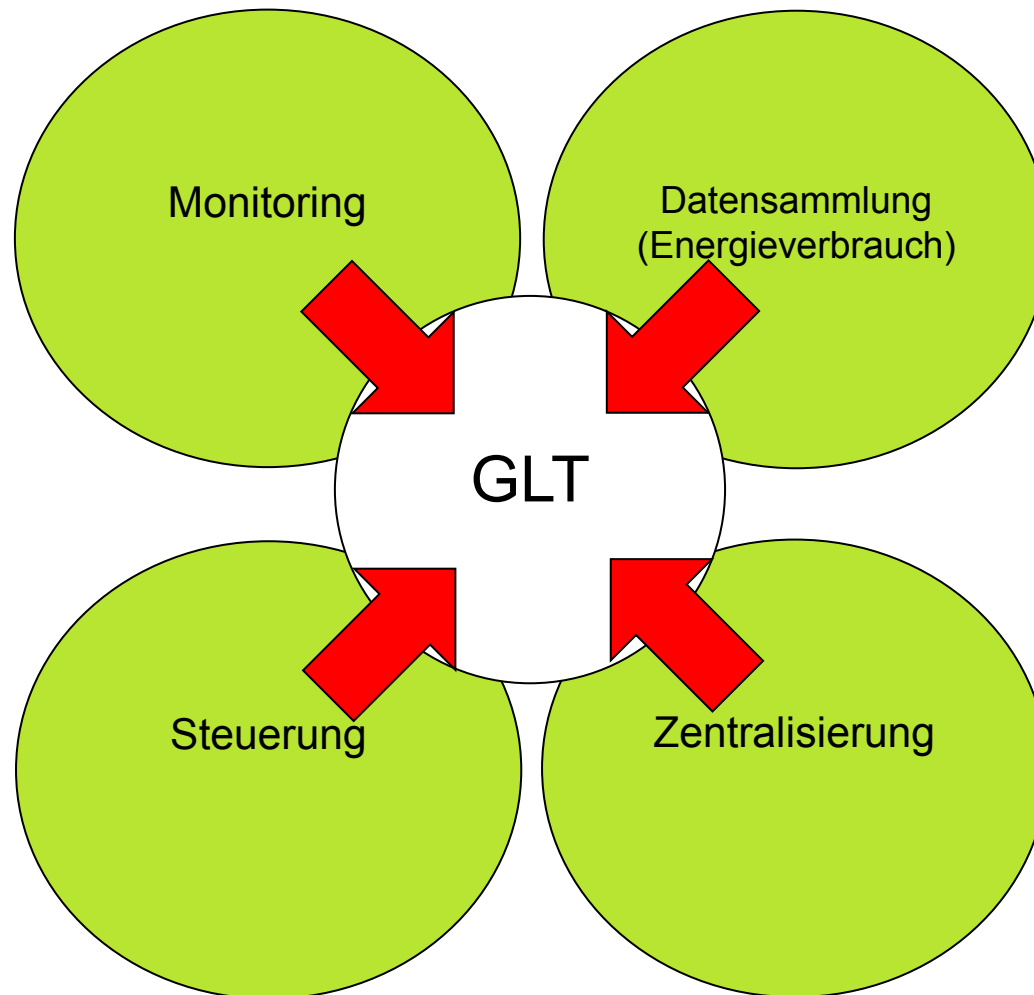 Monitoring
Datensammlung
(Energieverbrauch)
GLT
Steuerung
Zentralisierung